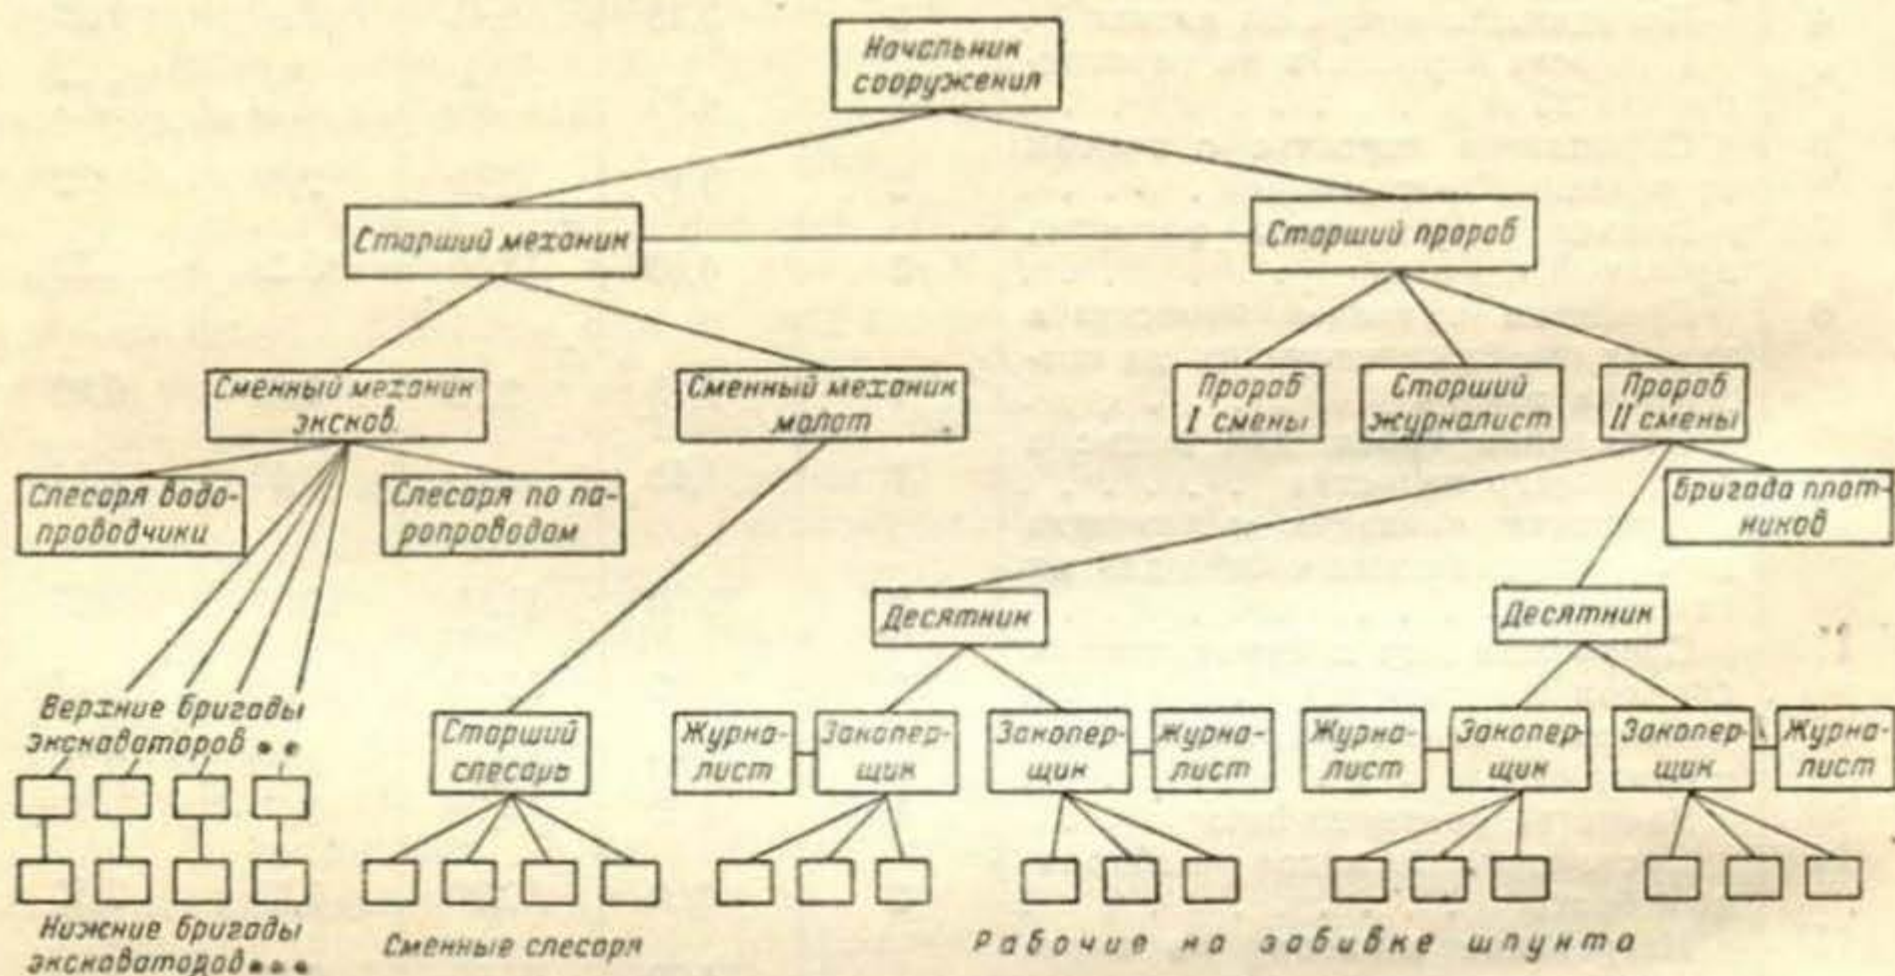 Начальник
сооружения
Старший механик
Старший прораб
Сменный механик
экскав.
Сменный механик
молот
Прораб
I смены
Старший
журналист
Прораб
II смены
Слесаря водо-
проводчики
Слесаря по па-
ропроводам
Бригада плот-
ников
Десятник
Десятник
Верхние бригады
экскаваторов **
Старший
слесарь
Журна-
лист
Закопер-
щик
Закопер-
щик
Журна-
лист
Журна-
лист
Закопер-
щик
Закопер-
щик
Журна-
лист
Нижние бригады
экскаваторов***
Сменные слесаря
Рабочие на забивке шпунта